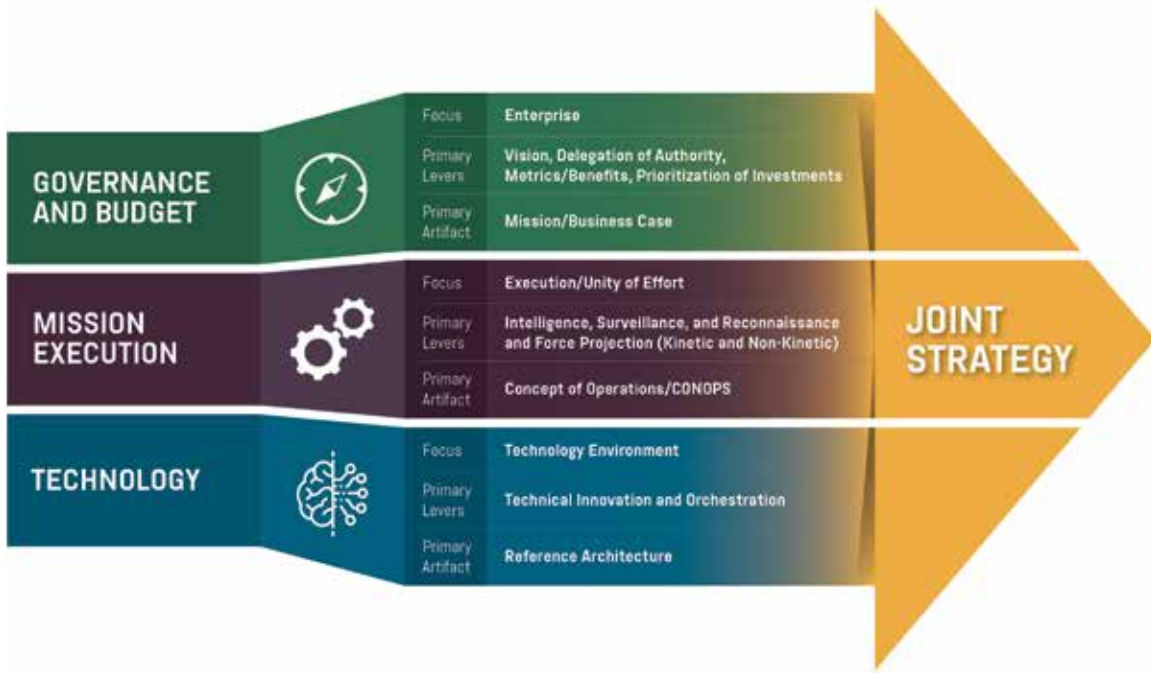 GOVERNANCE
AND BUDGET
Focus
Enterprise
Primary
Levers
Vision, Delegation of Authority,
Metrics/Benefits, Prioritization of Investments
Primary
Artifact
Mission/Business Case
MISSION
EXECUTION
Focus
Execution/Unity of Effort
Primary
Levers
Intelligence, Surveillance, and Reconnaissance
and Force Projection (Kinetic and Non-Kinetic)
Primary
Artifact
Concept of Operations/CONOPS
TECHNOLOGY
Focus
Technology Environment
Primary
Levers
Technical Innovation and Orchestration
Primary
Artifact
Reference Architecture
JOINT
STRATEGY